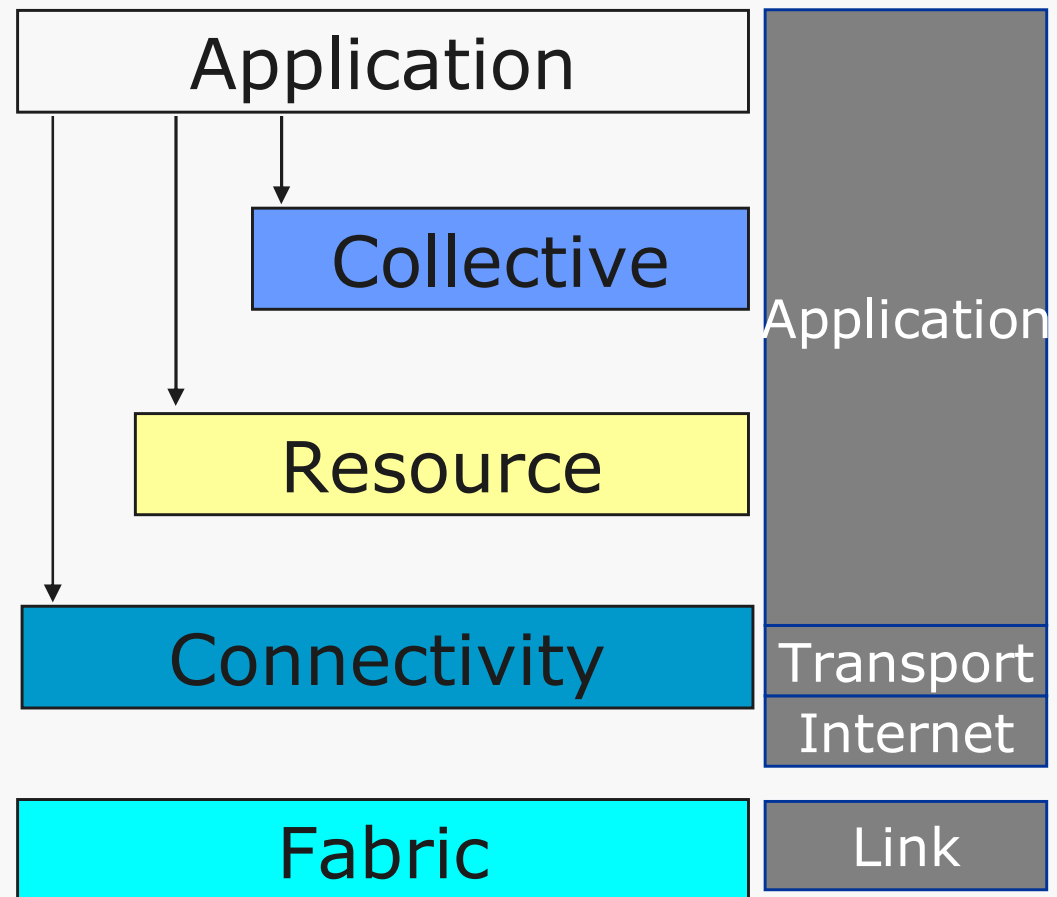 Application
Collective
Resource
Connectivity
Fabric
Application
Transport
Internet
Link